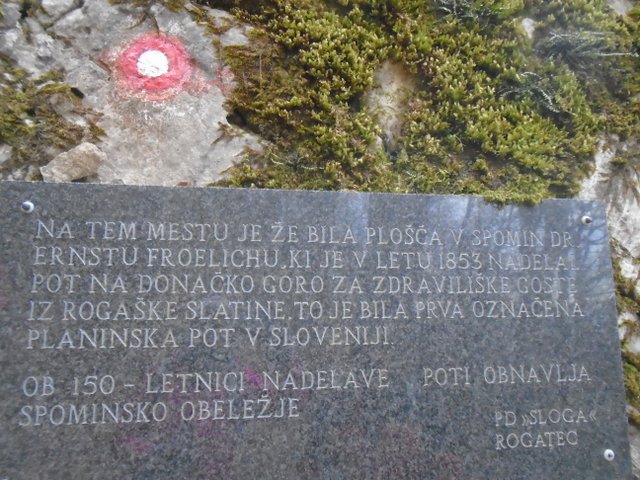 NA TEM MESTU JE ŽE BILA PLOŠČA V SPOMIN DR.
ERNSTU FROELICHU, KI JE V LETU 1853 NADELAL
POT NA DONAČKO GORO ZA ZDRAVILIŠKE GOSTE
IZ ROGAŠKE SLATINE. TO JE BILA PRVA OZNAČENA
PLANINSKA POT V SLOVENIJI.
OB 150 - LETNICI NADELAVE POTI OBNAVLJA
SPOMINSKO OBELEŽJE
PD »SLOGA«
ROGATEC